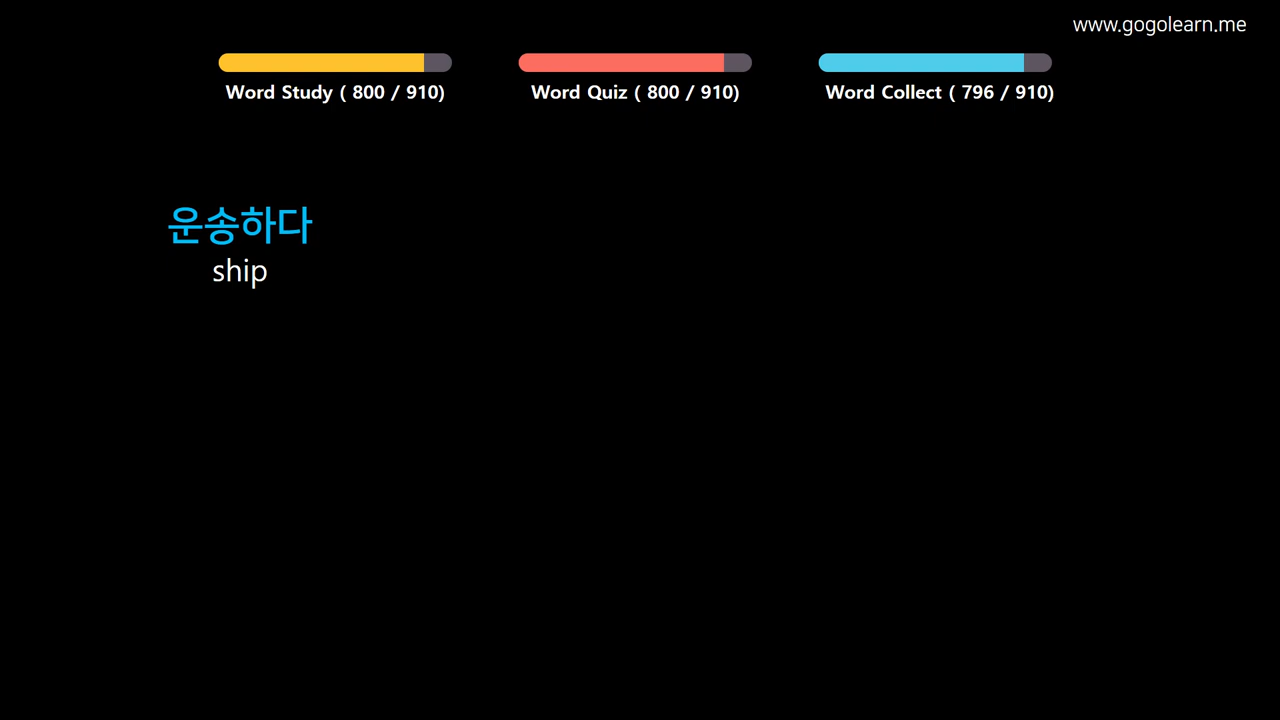 www.gogolearn.me
Word Study ( 800 / 910)
Word Quiz ( 800 / 910)
Word Collect ( 796 / 910)
운송하다
ship